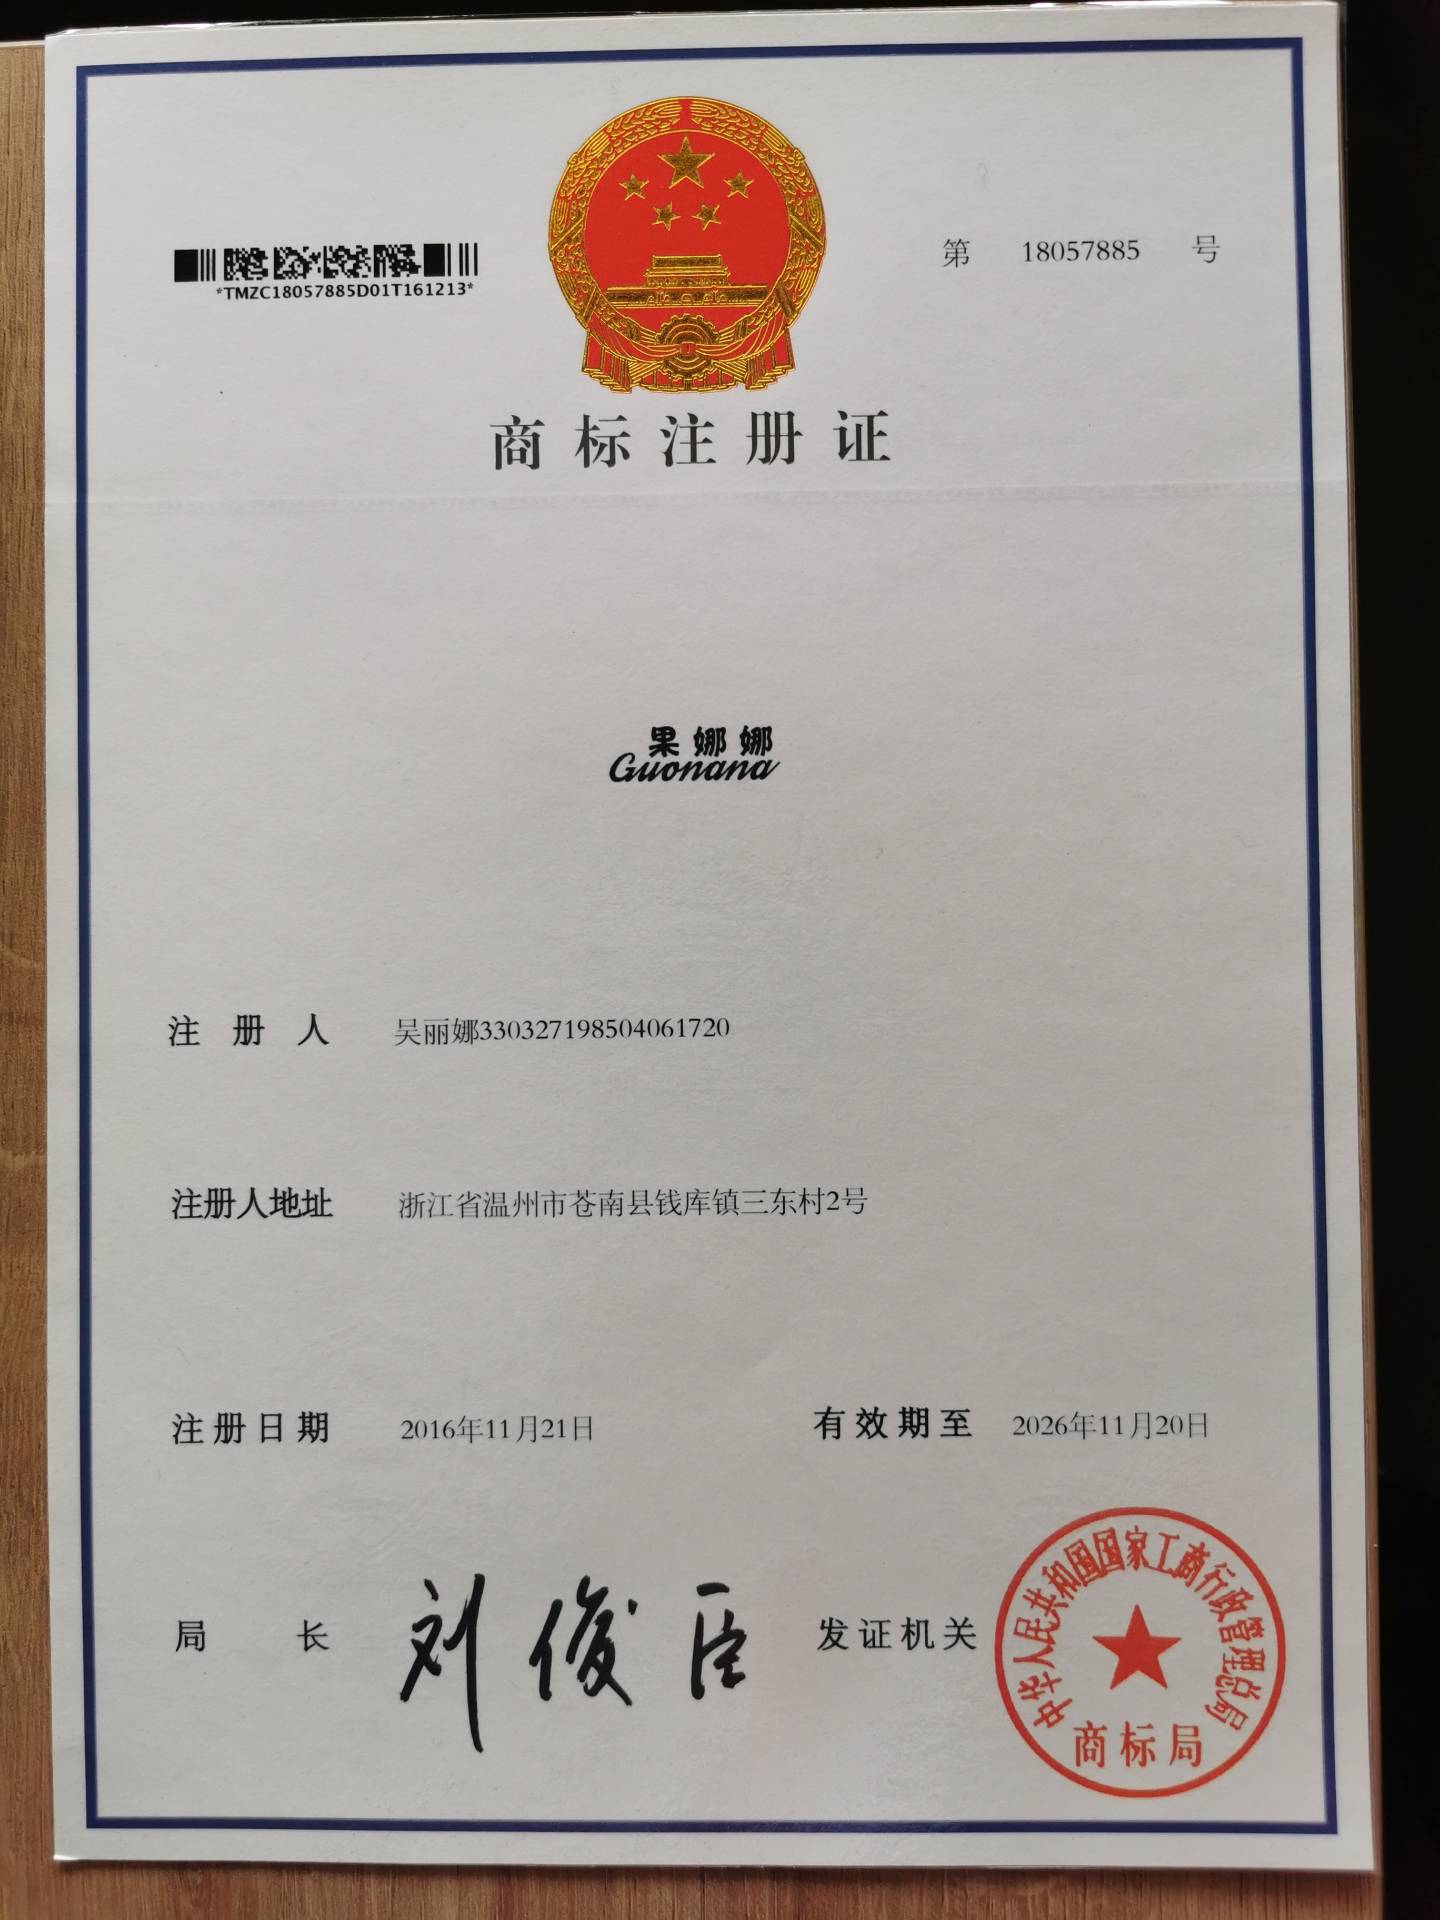 第 18057885 号
*TMZC18057885D01T161213*
商标注册证
果娜娜
Guonana
注册人 吴丽娜330327198504061720
注册人地址 浙江省温州市苍南县钱库镇三东村2号
注册日期 2016年11月21日 有效期至 2026年11月20日
局长 刘俊臣 发证机关
中华人民共和国国家工商行政管理总局
商标局